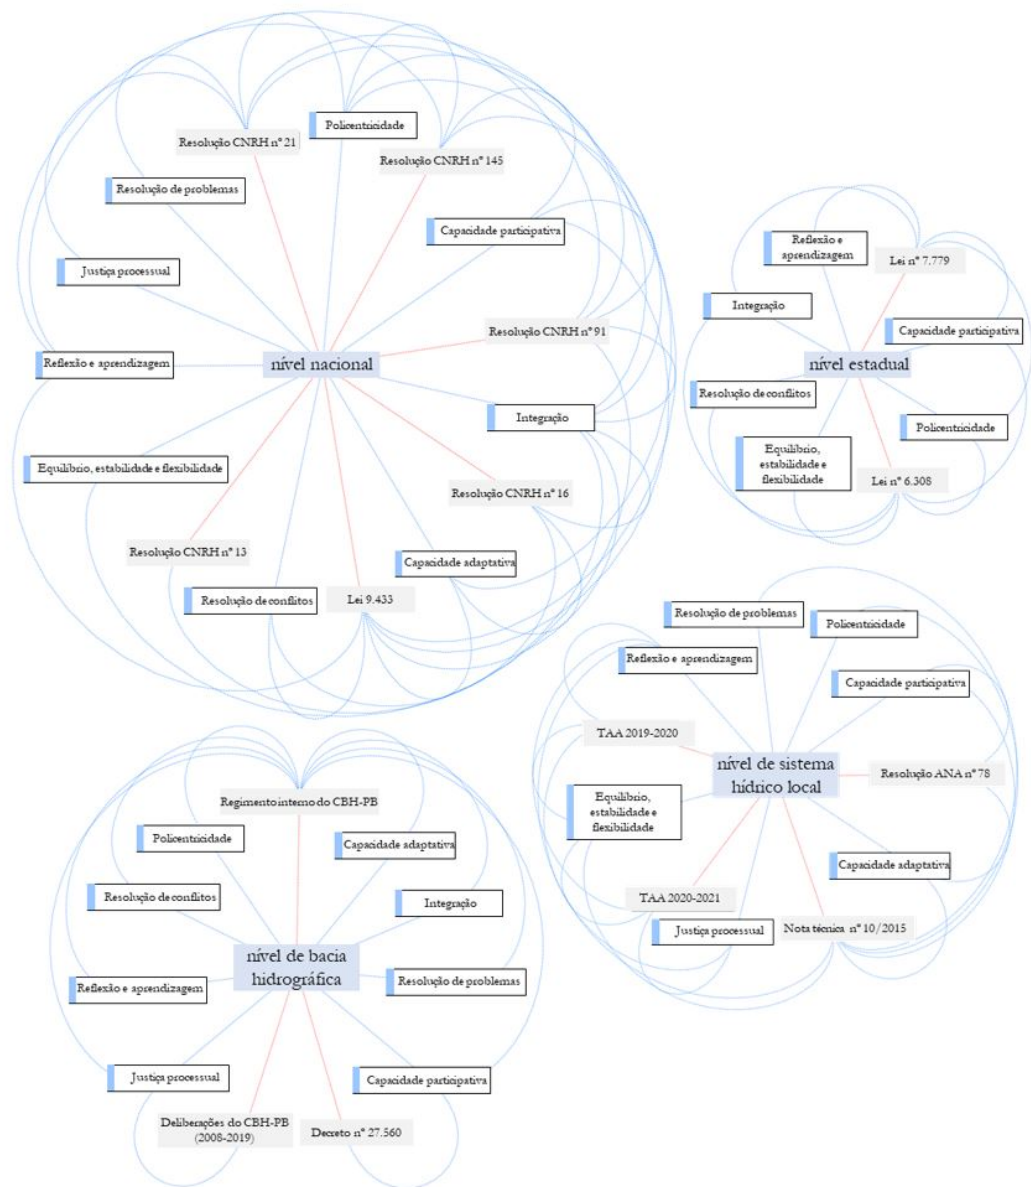 Policentricidade
Resolução CNRH nº 21
Resolução CNRH nº 145
Resolução de problemas
Capacidade participativa
Justiça processual
Resolução CNRH nº 91
Reflexão e aprendizagem
nível nacional
Integração
Equilíbrio, estabilidade e flexibilidade
Resolução CNRH nº 16
Resolução CNRH nº 13
Capacidade adaptativa
Resolução de conflitos
Lei 9.433
Reflexão e
aprendizagem
Lei nº 7.779
Integração
Capacidade participativa
nível estadual
Resolução de conflitos
Policentricidade
Equilíbrio,
estabilidade e
flexibilidade
Lei nº 6.308
Resolução de problemas
Policentricidade
Reflexão e aprendizagem
Capacidade participativa
TAA 2019-2020
nível de sistema
hídrico local
Resolução ANA nº 78
Equilíbrio,
estabilidade e
flexibilidade
Capacidade adaptativa
TAA 2020-2021
Justiça processual
Nota técnica nº 10/2015
Regimento interno do CBH-PB
Policentricidade
Capacidade adaptativa
Resolução de conflitos
Integração
nível de bacia
hidrográfica
Reflexão e aprendizagem
Resolução de problemas
Justiça processual
Capacidade participativa
Deliberações do CBH-PB
(2008-2019)
Decreto nº 27.560